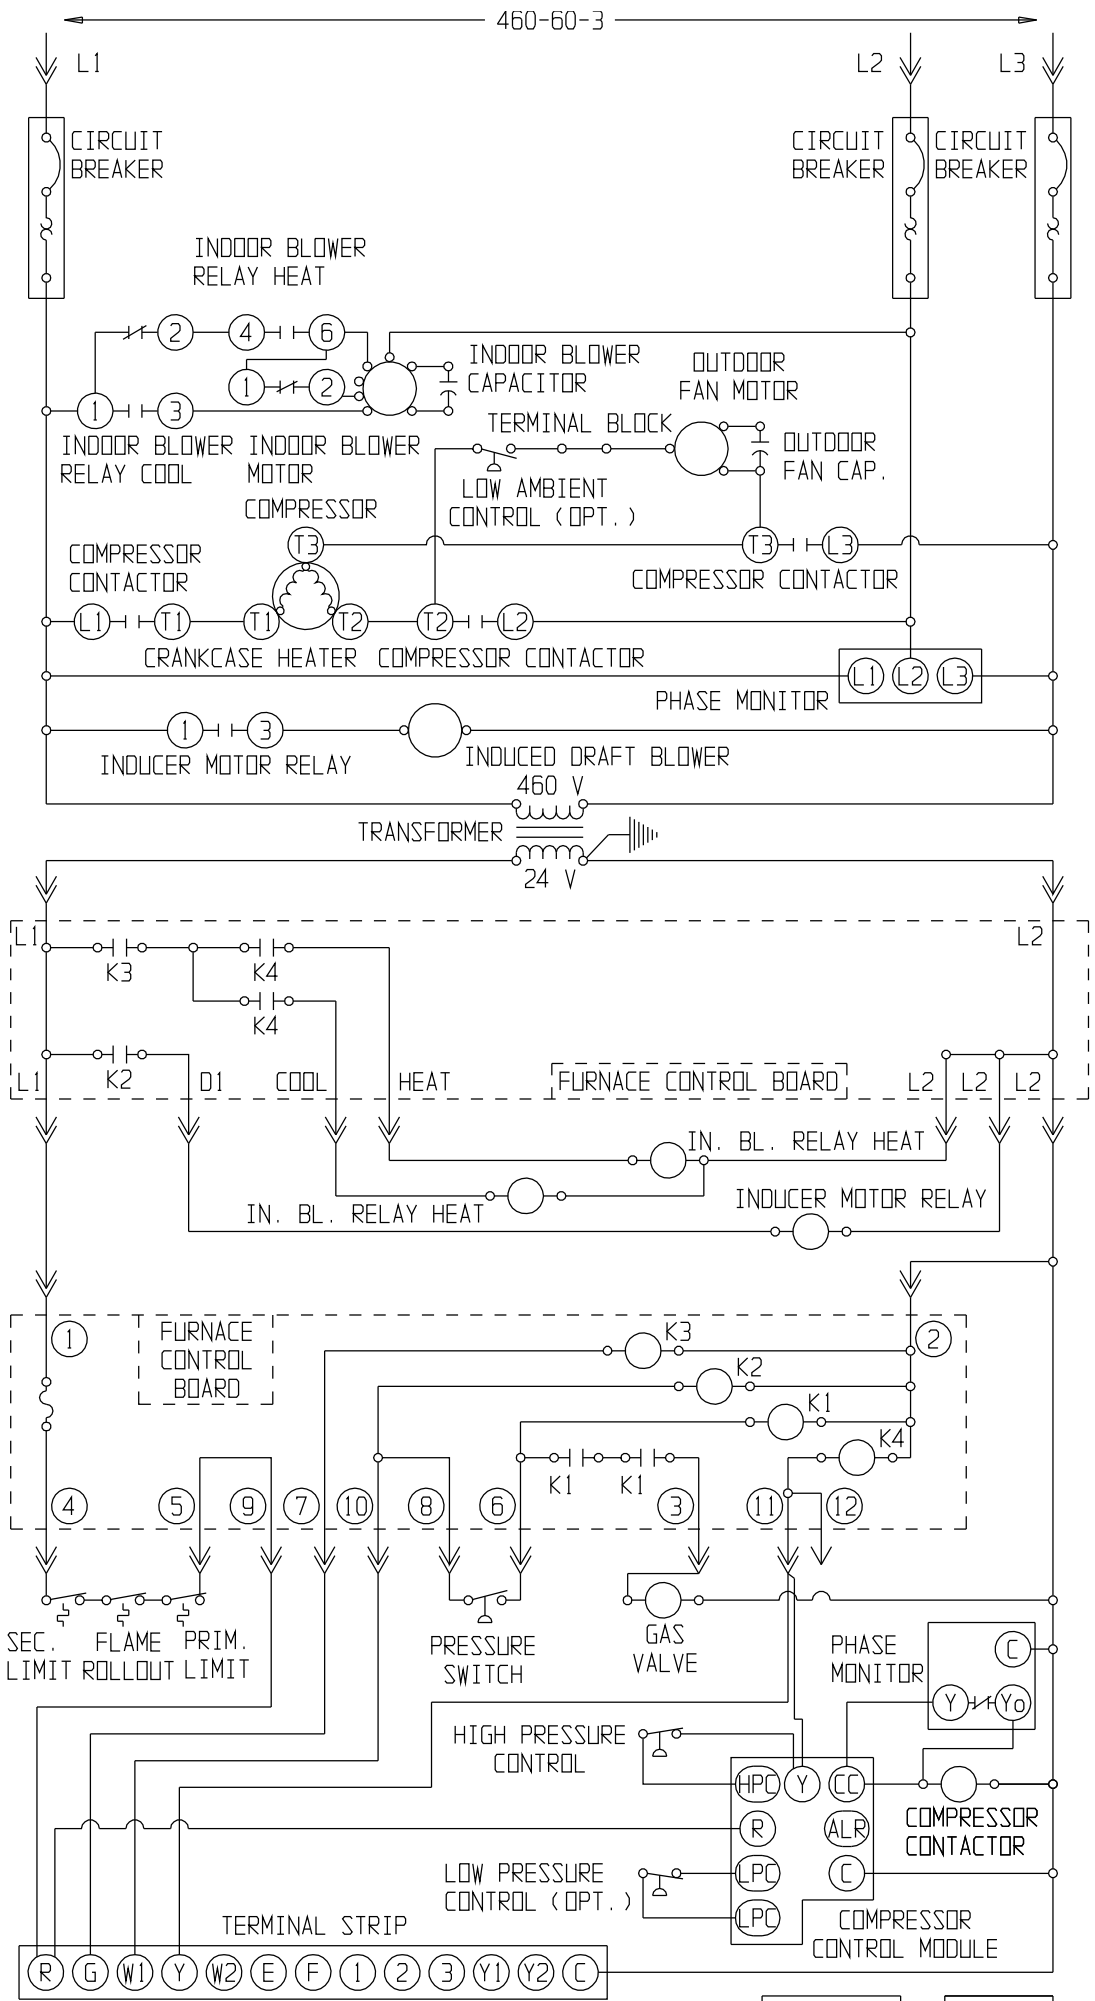 460-60-3
L1
L2
L3
CIRCUIT
BREAKER
CIRCUIT
BREAKER
CIRCUIT
BREAKER
INDOOR BLOWER
RELAY HEAT
2
4
6
1
2
1
3
INDOOR BLOWER
CAPACITOR
OUTDOOR
FAN MOTOR
INDOOR BLOWER
RELAY COOL
INDOOR BLOWER
MOTOR
TERMINAL BLOCK
OUTDOOR
FAN CAP.
LOW AMBIENT
CONTROL (OPT.)
COMPRESSOR
T3
T3
L3
COMPRESSOR
CONTACTOR
COMPRESSOR CONTACTOR
L1
T1
T1
T2
T2
L2
CRANKCASE HEATER
COMPRESSOR CONTACTOR
L1
L2
L3
PHASE MONITOR
1
3
INDUCER MOTOR RELAY
INDUCED DRAFT BLOWER
460 V
TRANSFORMER
24 V
L1
L2
K3
K4
K4
K2
L1
D1
COOL
HEAT
FURNACE CONTROL BOARD
L2
L2
L2
IN. BL. RELAY HEAT
IN. BL. RELAY HEAT
INDUCER MOTOR RELAY
1
FURNACE
CONTROL
BOARD
K3
2
K2
K1
K4
K1
K1
4
5
9
7
10
8
6
3
11
12
SEC.
LIMIT
FLAME
ROLLOUT
PRIM.
LIMIT
PRESSURE
SWITCH
GAS
VALVE
PHASE
MONITOR
C
Y
Yo
HIGH PRESSURE
CONTROL
HPC
Y
CC
R
ALR
COMPRESSOR
CONTACTOR
LOW PRESSURE
CONTROL (OPT.)
LPC
C
LPC
COMPRESSOR
CONTROL MODULE
TERMINAL STRIP
R
G
W1
Y
W2
E
F
1
2
3
Y1
Y2
C